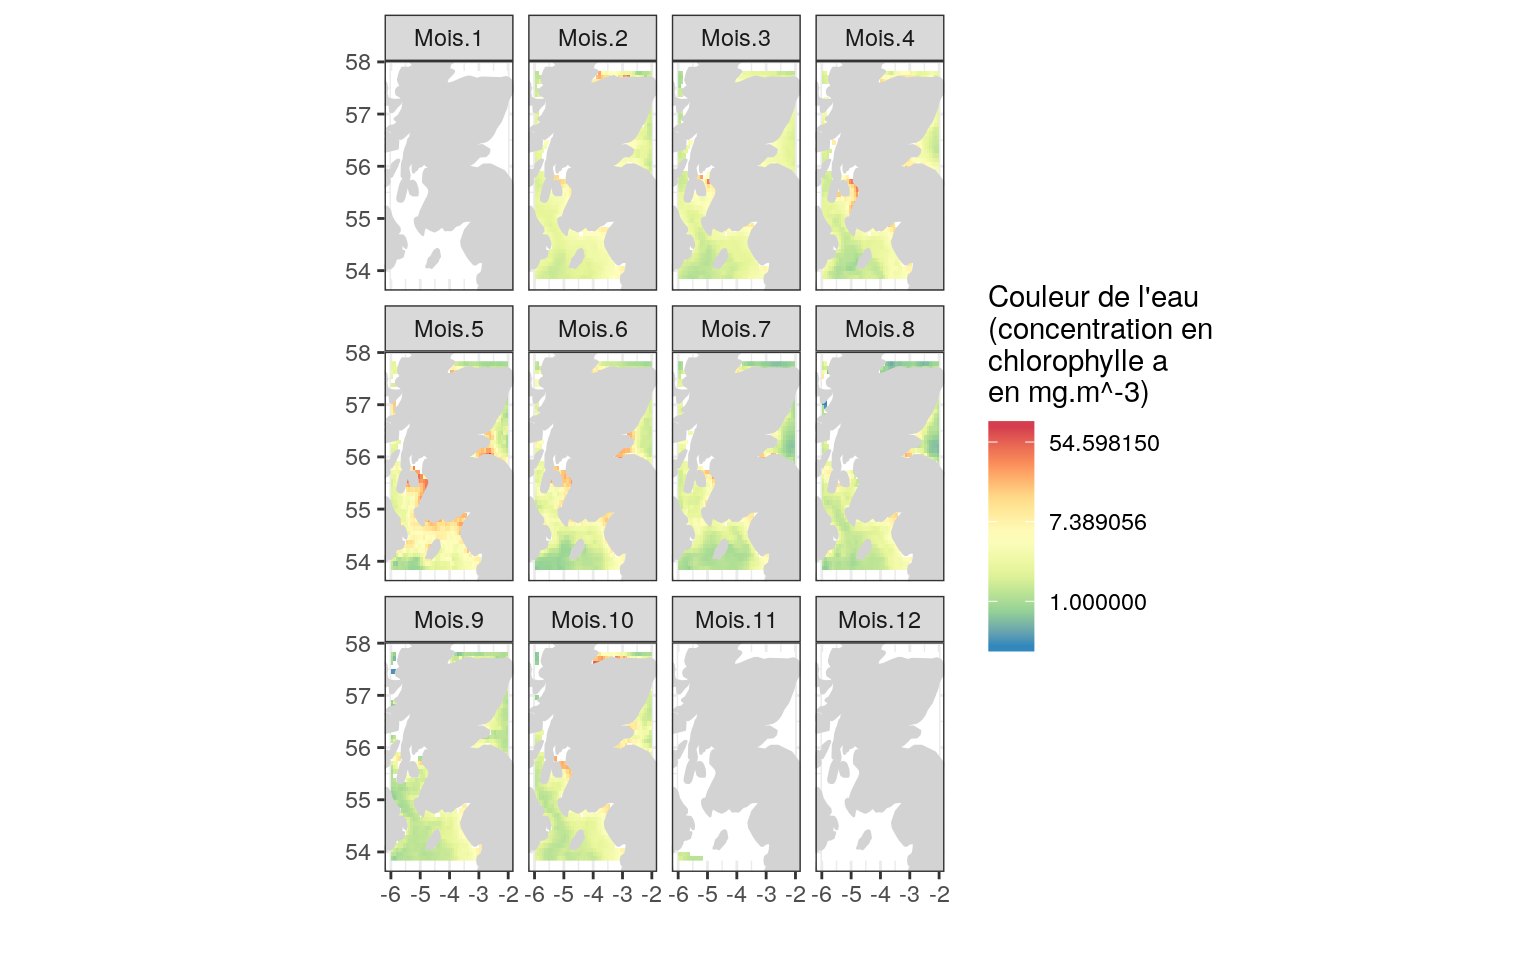 Mois.1 Mois.2 Mois.3 Mois.4
58
57
56
55
54
Mois.5 Mois.6 Mois.7 Mois.8
58
57
56
55
54
Mois.9 Mois.10 Mois.11 Mois.12
58
57
56
55
54
-6 -5 -4 -3 -2 -6 -5 -4 -3 -2 -6 -5 -4 -3 -2 -6 -5 -4 -3 -2
Couleur de l'eau
(concentration en
chlorophylle a
en mg.m^-3)
54.598150
7.389056
1.000000